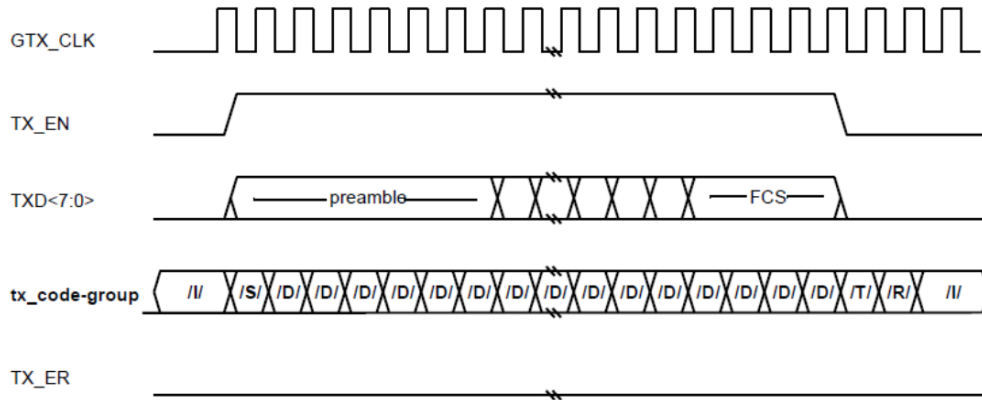 GTX_CLK
TX_EN
TXD<7:0> preamble FCS
tx_code-group /I/ /S/ /D/ /D/ /D/ /D/ /D/ /D/ /D/ /D/ /D/ /D/ /D/ /D/ /D/ /D/ /D/ /T/ /R/ /I/
TX_ER